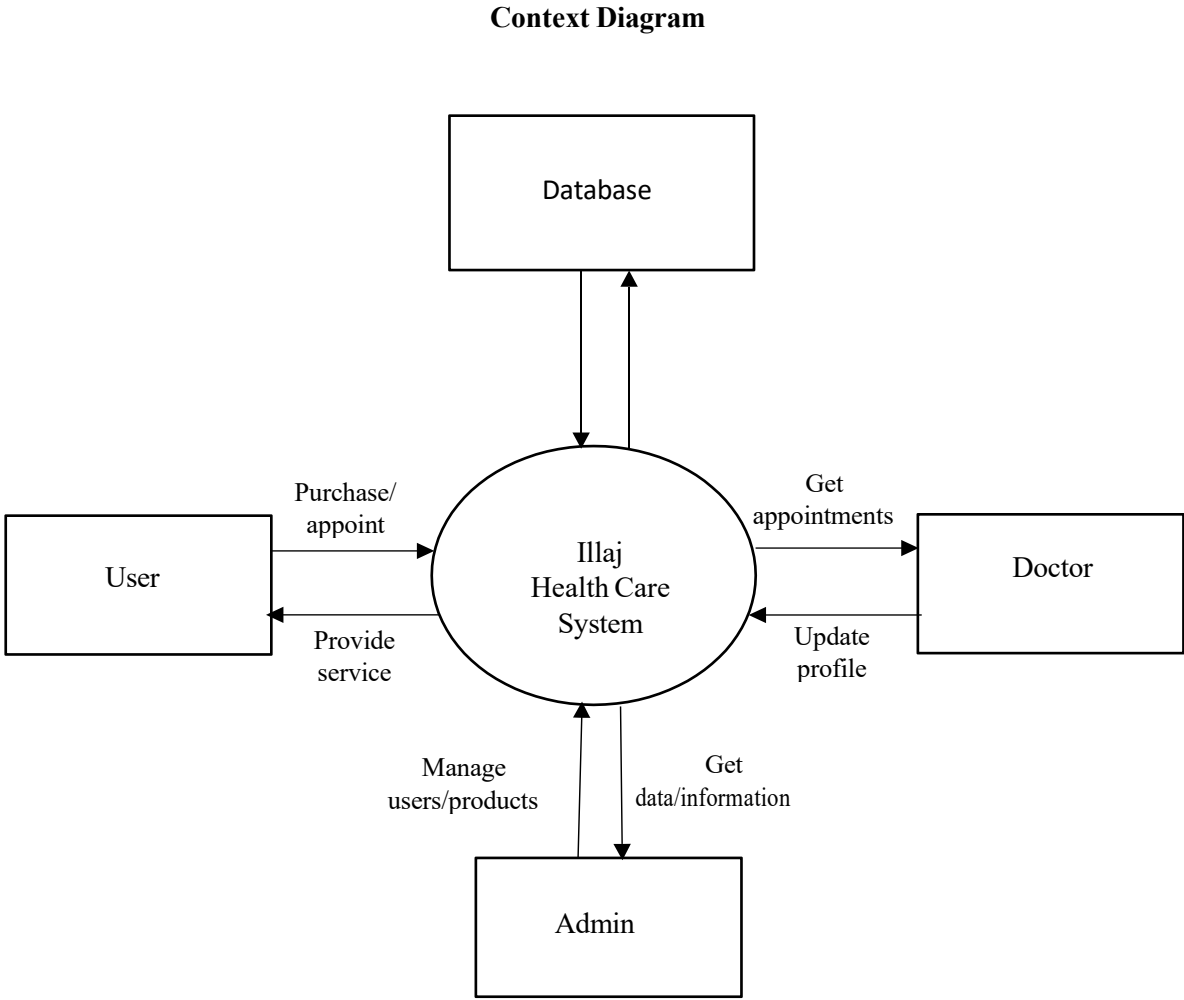 Context Diagram
Database
Purchase/
appoint
Get
appointments
User
Illaj
Health Care
System
Doctor
Provide
service
Update
profile
Manage
users/products
Get
data/information
Admin